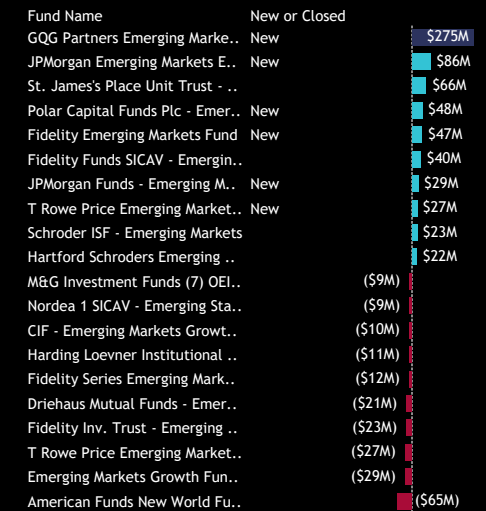 Fund Name New or Closed
GQG Partners Emerging Marke.. New $275M
JPMorgan Emerging Markets E.. New $86M
St. James's Place Unit Trust - .. $66M
Polar Capital Funds Plc - Emer.. New $48M
Fidelity Emerging Markets Fund New $47M
Fidelity Funds SICAV - Emergin.. $40M
JPMorgan Funds - Emerging M.. New $29M
T Rowe Price Emerging Market.. New $27M
Schroder ISF - Emerging Markets $23M
Hartford Schroders Emerging .. $22M
M&G Investment Funds (7) OEI.. ($9M)
Nordea 1 SICAV - Emerging Sta.. ($9M)
CIF - Emerging Markets Growt.. ($10M)
Harding Loevner Institutional .. ($11M)
Fidelity Series Emerging Mark.. ($12M)
Driehaus Mutual Funds - Emer.. ($21M)
Fidelity Inv. Trust - Emerging .. ($23M)
T Rowe Price Emerging Market.. ($27M)
Emerging Markets Growth Fun.. ($29M)
American Funds New World Fu.. ($65M)